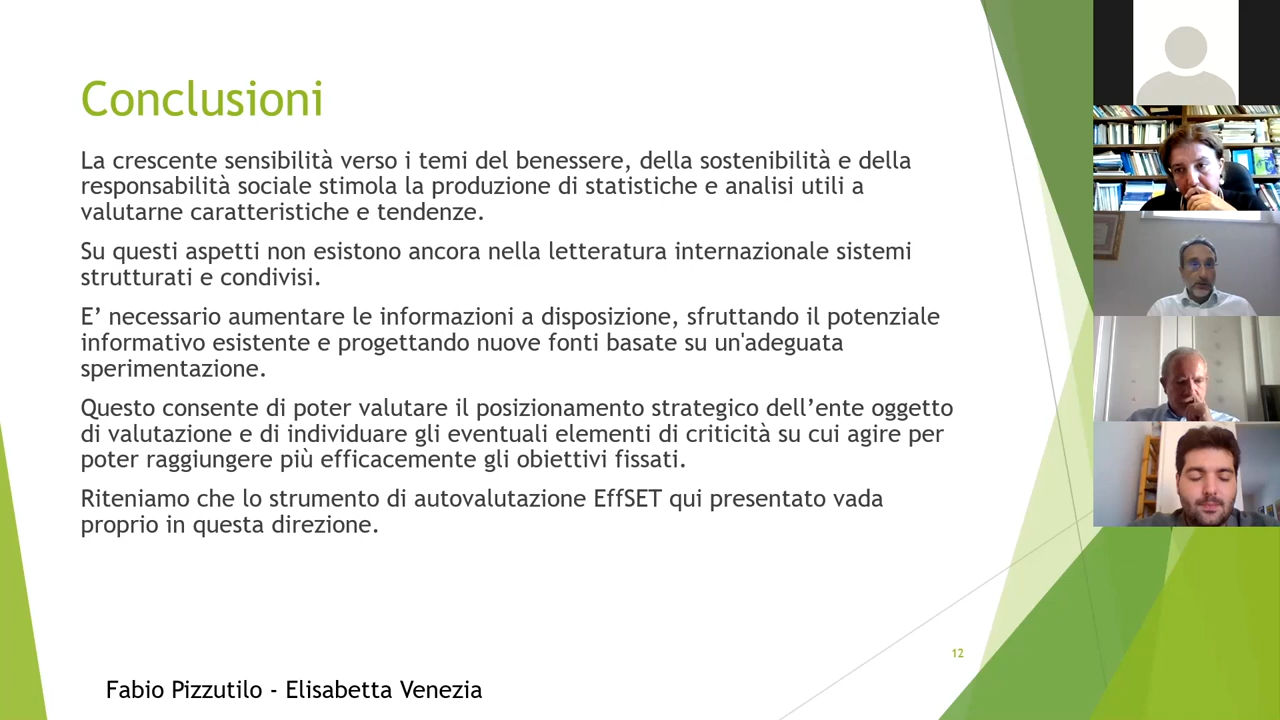 Conclusioni
La crescente sensibilità verso i temi del benessere, della sostenibilità e della
responsabilità sociale stimola la produzione di statistiche e analisi utili a
valutarne caratteristiche e tendenze.
Su questi aspetti non esistono ancora nella letteratura internazionale sistemi
strutturati e condivisi.
E’ necessario aumentare le informazioni a disposizione, sfruttando il potenziale
informativo esistente e progettando nuove fonti basate su un'adeguata
sperimentazione.
Questo consente di poter valutare il posizionamento strategico dell’ente oggetto
di valutazione e di individuare gli eventuali elementi di criticità su cui agire per
poter raggiungere più efficacemente gli obiettivi fissati.
Riteniamo che lo strumento di autovalutazione EffSET qui presentato vada
proprio in questa direzione.
12
Fabio Pizzutilo - Elisabetta Venezia